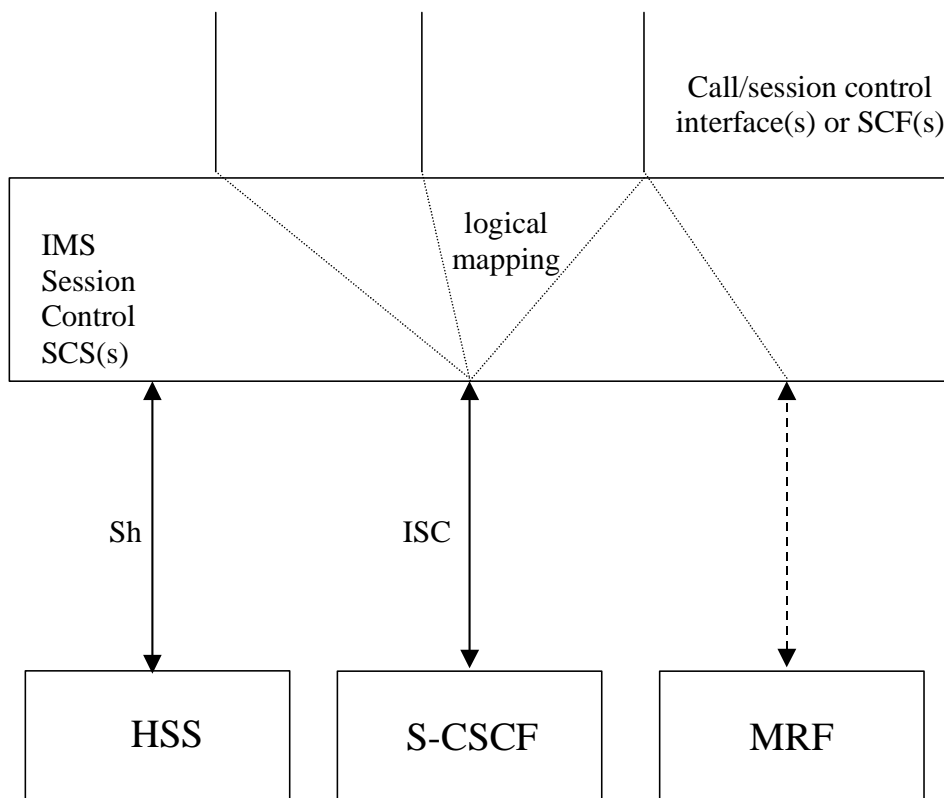 Call/session control
interface(s) or SCF(s)
IMS
Session
Control
SCS(s)
logical
mapping
Sh
ISC
HSS
S-CSCF
MRF